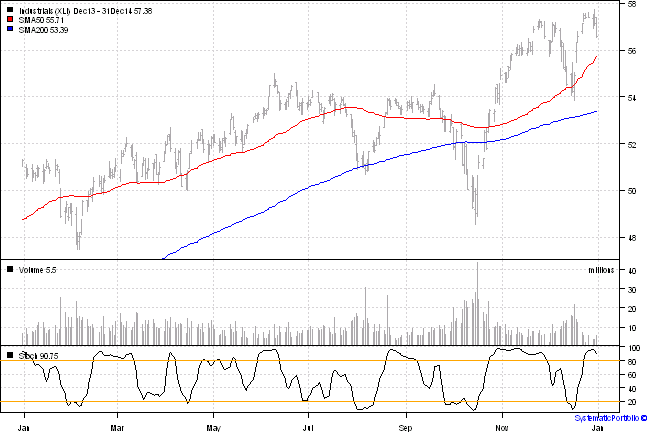 Industrials (XLI) Dec13 - 31Dec14 57.38
SMA50 55.71
SMA200 53.39
58
56
54
52
50
48
Volume 5.5
millions
40
30
20
10
Stoch 90.75
100
80
60
40
20
Jan
Mar
May
Jul
Sep
Nov
Jan
SystematicPortfolio ©